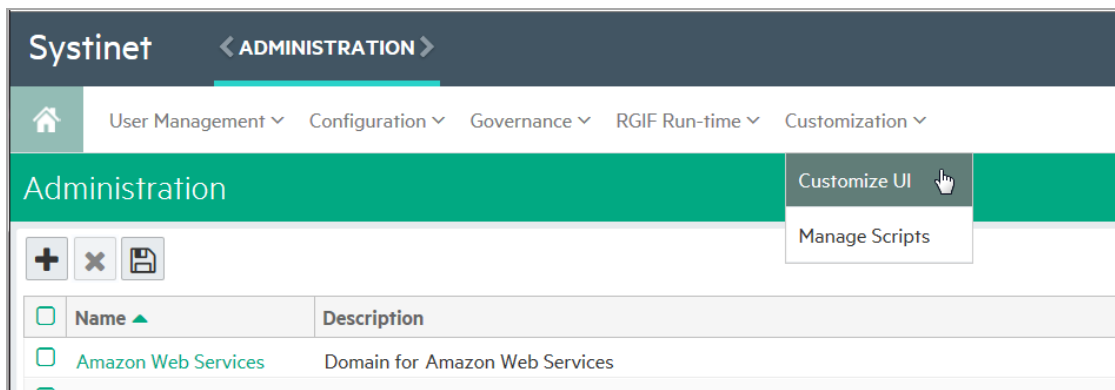 Systinet ADMINISTRATION
User Management Configuration Governance RGIF Run-time Customization
Administration
Customize UI
Manage Scripts
Name Description
Amazon Web Services Domain for Amazon Web Services